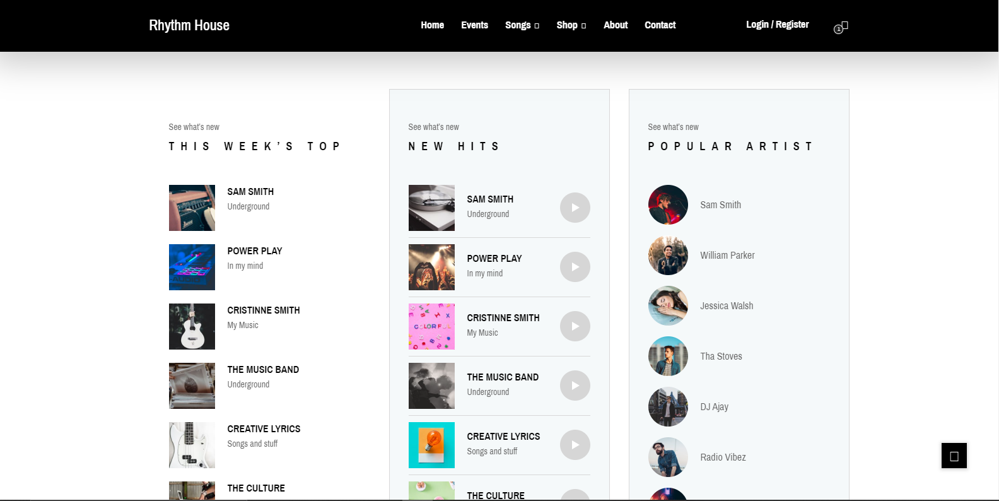 Rhythm House
Home Events Songs Shop About Contact
Login / Register
1
See what's new
THIS WEEK'S TOP
SAM SMITH
Underground
POWER PLAY
In my mind
CRISTINNE SMITH
My Music
THE MUSIC BAND
Underground
CREATIVE LYRICS
Songs and stuff
THE CULTURE
See what's new
NEW HITS
SAM SMITH
Underground
POWER PLAY
In my mind
COLORFUL
CRISTINNE SMITH
My Music
THE MUSIC BAND
Underground
CREATIVE LYRICS
Songs and stuff
THE CULTURE
See what's new
POPULAR ARTIST
Sam Smith
William Parker
Jessica Walsh
Tha Stoves
DJ Ajay
Radio Vibez